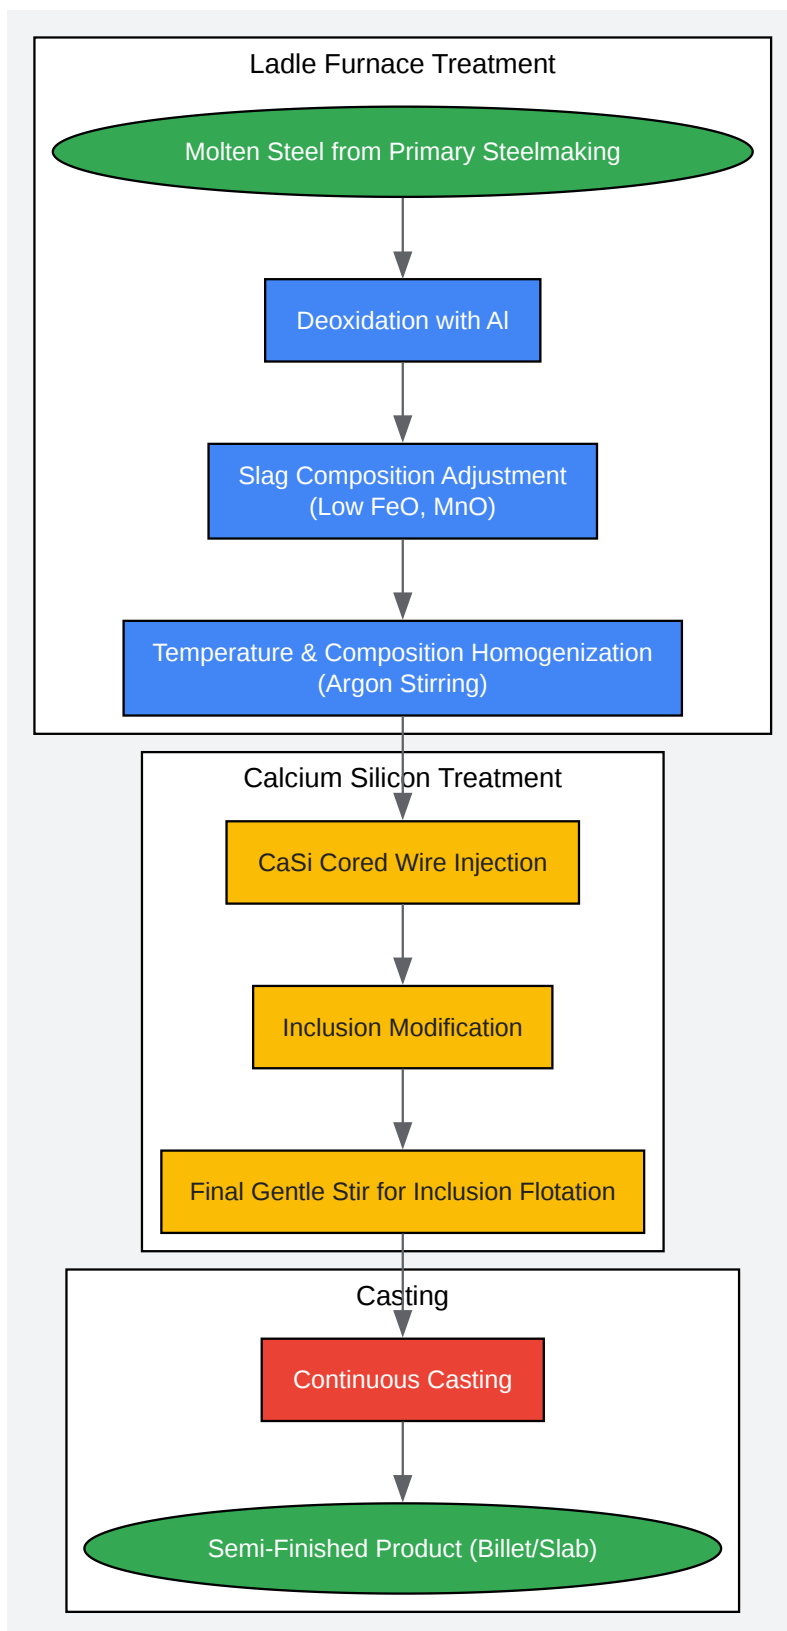 Ladle Furnace Treatment
Molten Steel from Primary Steelmaking
Deoxidation with Al
Slag Composition Adjustment
(Low FeO, MnO)
Temperature & Composition Homogenization
(Argon Stirring)
Calcium Silicon Treatment
CaSi Cored Wire Injection
Inclusion Modification
Final Gentle Stir for Inclusion Flotation
Casting
Continuous Casting
Semi-Finished Product (Billet/Slab)